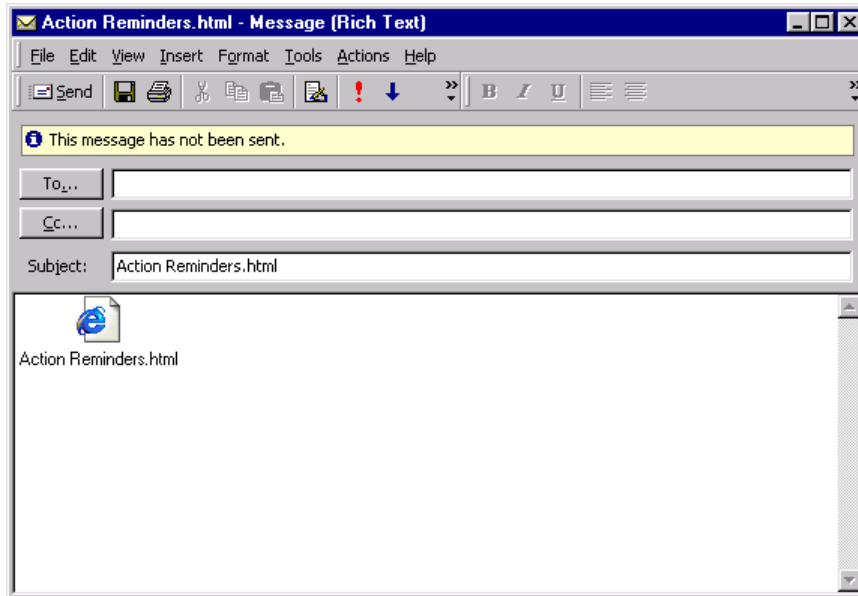 Action Reminders.html - Message (Rich Text)
File Edit View Insert Format Tools Actions Help
Send B I U
This message has not been sent.
To...
Cc...
Subject: Action Reminders.html
Action Reminders.html